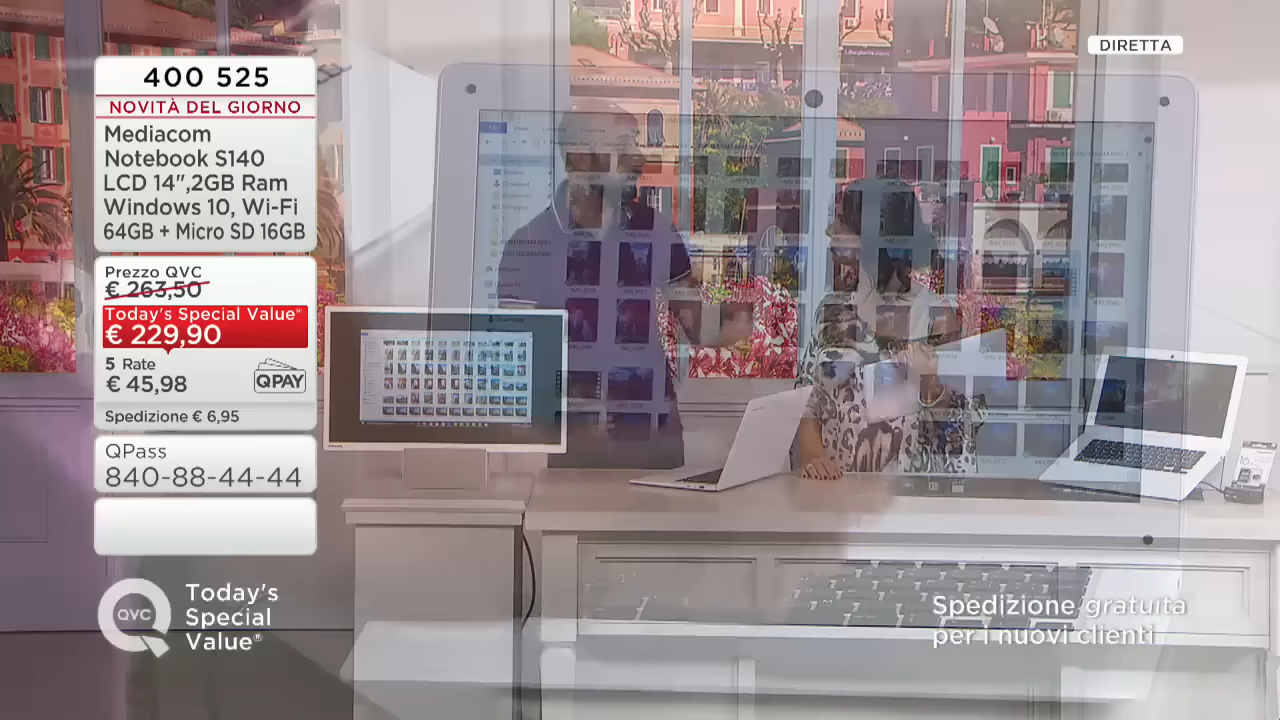 DIRETTA
400 525
NOVITÀ DEL GIORNO
Mediacom
Notebook S140
LCD 14",2GB Ram
Windows 10, Wi-Fi
64GB + Micro SD 16GB
Prezzo QVC
€ 263,50
Today's Special Value®
€ 229,90
5 Rate
€ 45,98
QPAY
Spedizione € 6,95
QPass
840-88-44-44
QVC
Today's
Special
Value®
Spedizione gratuita
per i nuovi clienti